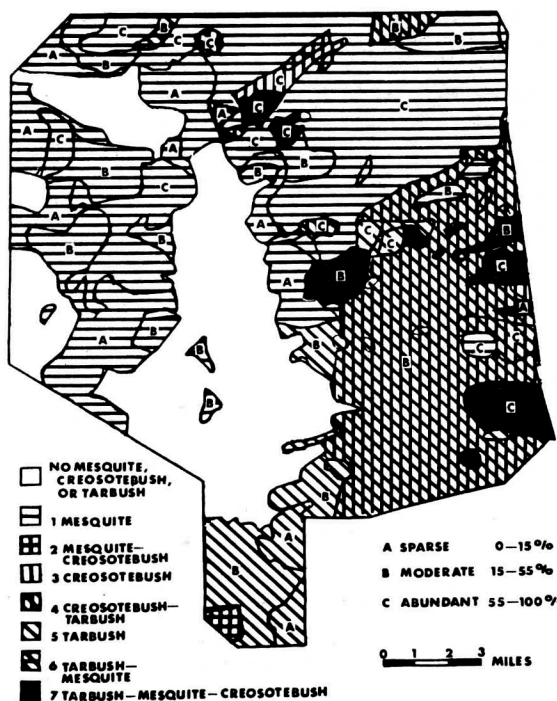 NO MESQUITE,
CREOSOTEBUSH,
OR TARBUSH
1 MESQUITE
2 MESQUITE—
CREOSOTEBUSH
3 CREOSOTEBUSH
4 CREOSOTEBUSH—
TARBUSH
5 TARBUSH
6 TARBUSH—
MESQUITE
7 TARBUSH—MESQUITE—CREOSOTEBUSH
A SPARSE 0—15%
B MODERATE 15—55%
C ABUNDANT 55—100%
0 1 2 3
MILES
C
B
C
C
B
B
A
B
A
C
A
C
C
A
C
C
A
A
C
B
C
C
B
B
B
A
B
B
C
C
C
B
B
A
B
C
A
A
B
B
C
C
B
B
B
C
B
A
B
A